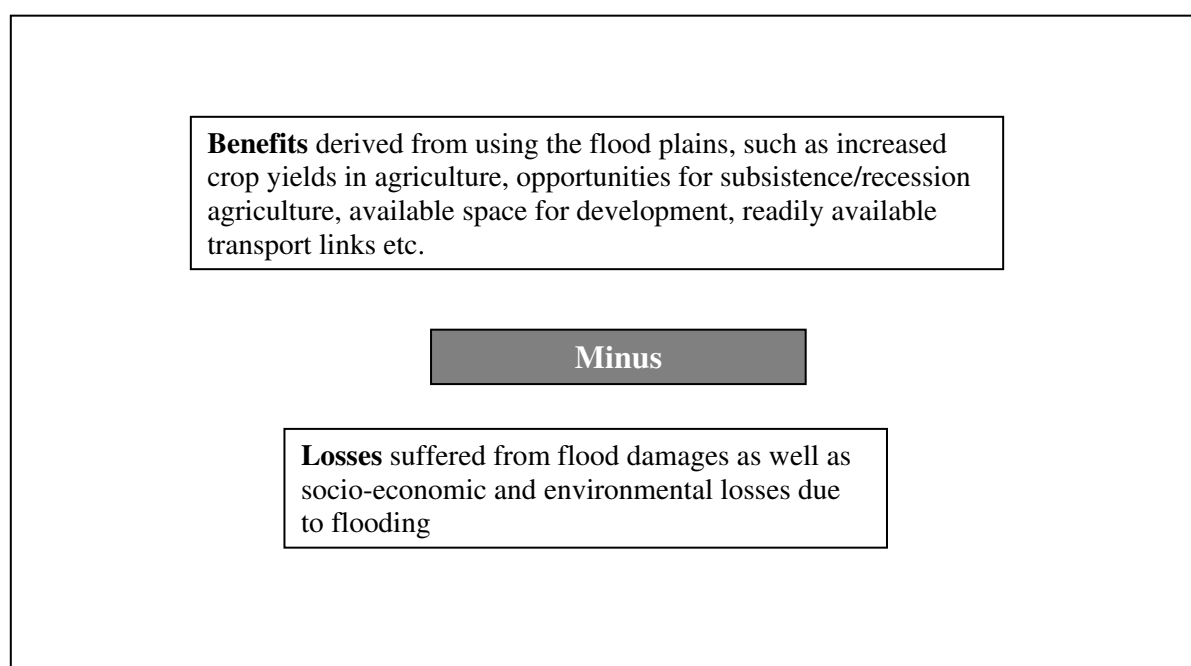 Benefits derived from using the flood plains, such as increased
crop yields in agriculture, opportunities for subsistence/recession
agriculture, available space for development, readily available
transport links etc.
Minus
Losses suffered from flood damages as well as
socio-economic and environmental losses due
to flooding